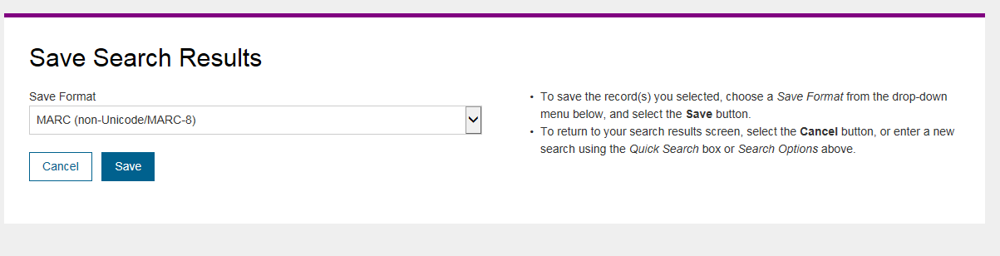 Save Search Results
Save Format
MARC (non-Unicode/MARC-8)
Cancel
Save
• To save the record(s) you selected, choose a Save Format from the drop-down
menu below, and select the Save button.
• To return to your search results screen, select the Cancel button, or enter a new
search using the Quick Search box or Search Options above.